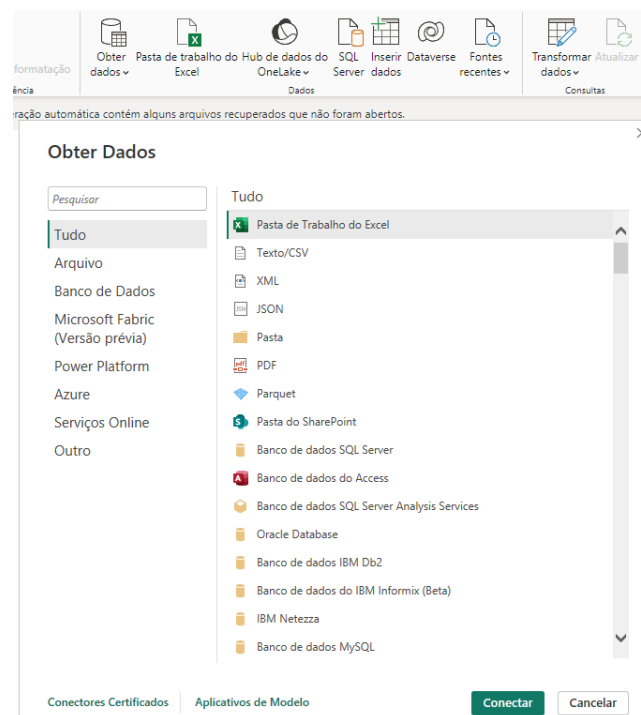 formatação
Obter dados
Pasta de trabalho do Excel
Hub de dados do OneLake
SQL Server
Inserir dados
Dataverse
Fontes recentes
Transformar dados
Atualizar
ência
Dados
Consultas
ração automática contém alguns arquivos recuperados que não foram abertos.
Obter Dados
Pesquisar
Tudo
Arquivo
Banco de Dados
Microsoft Fabric
(Versão prévia)
Power Platform
Azure
Serviços Online
Outro
Tudo
Pasta de Trabalho do Excel
Texto/CSV
XML
JSON
Pasta
PDF
Parquet
Pasta do SharePoint
Banco de dados SQL Server
Banco de dados do Access
Banco de dados SQL Server Analysis Services
Oracle Database
Banco de dados IBM Db2
Banco de dados do IBM Informix (Beta)
IBM Netezza
Banco de dados MySQL
Conectores Certificados
Aplicativos de Modelo
Conectar
Cancelar